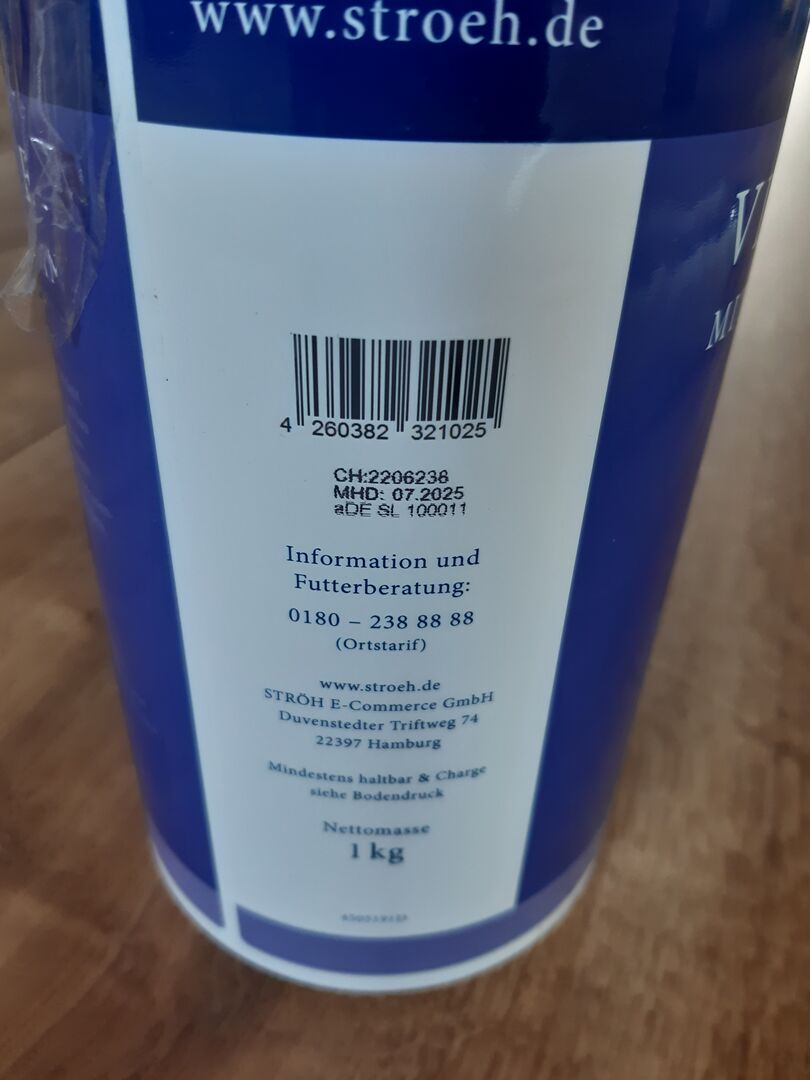 www.stroeh.de
V
MI
4 260382 321025
CH:2206238
MHD: 07.2025
aDE SL 100011
Information und
Futterberatung:
0180 – 238 88 88
(Ortstarif)
www.stroeh.de
STRÖH E-Commerce GmbH
Duvenstedter Triftweg 74
22397 Hamburg
Mindestens haltbar & Charge
siehe Bodendruck
Nettomasse
1 kg